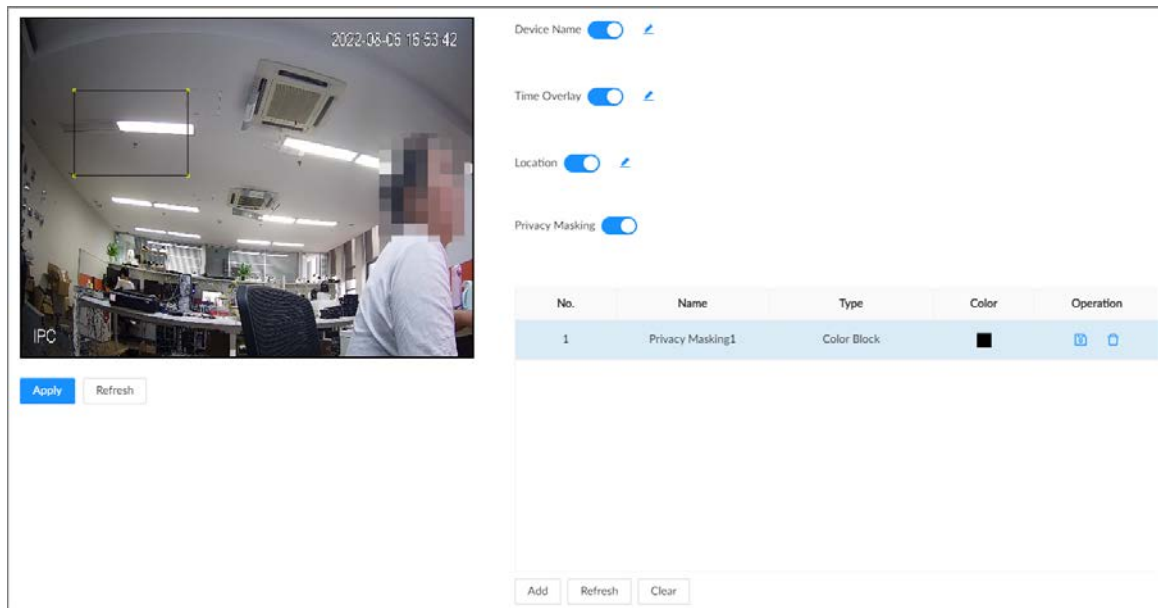 2022-08-05 16:53:42
IPC
Apply Refresh
Device Name
Time Overlay
Location
Privacy Masking
No. Name Type Color Operation
1 Privacy Masking1 Color Block
Add Refresh Clear